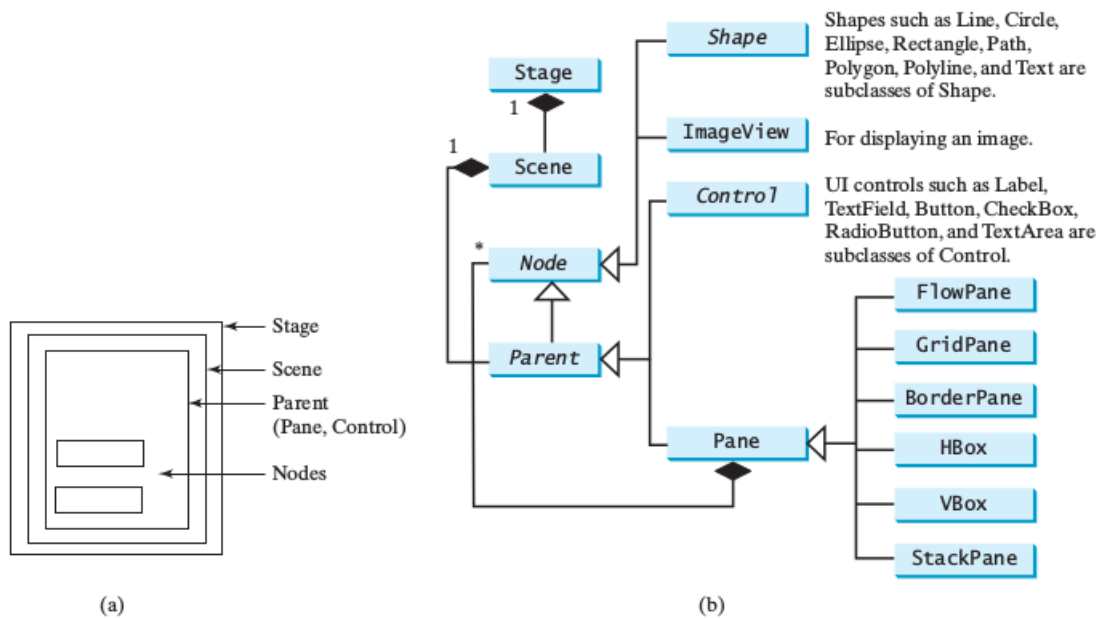 Stage
Scene
Parent
(Pane, Control)
Nodes
(a)
Stage
1
1
Scene
*
Node
Parent
Shape
Shapes such as Line, Circle,
Ellipse, Rectangle, Path,
Polygon, Polyline, and Text are
subclasses of Shape.
ImageView
For displaying an image.
Control
UI controls such as Label,
TextField, Button, CheckBox,
RadioButton, and TextArea are
subclasses of Control.
Pane
FlowPane
GridPane
BorderPane
HBox
VBox
StackPane
(b)